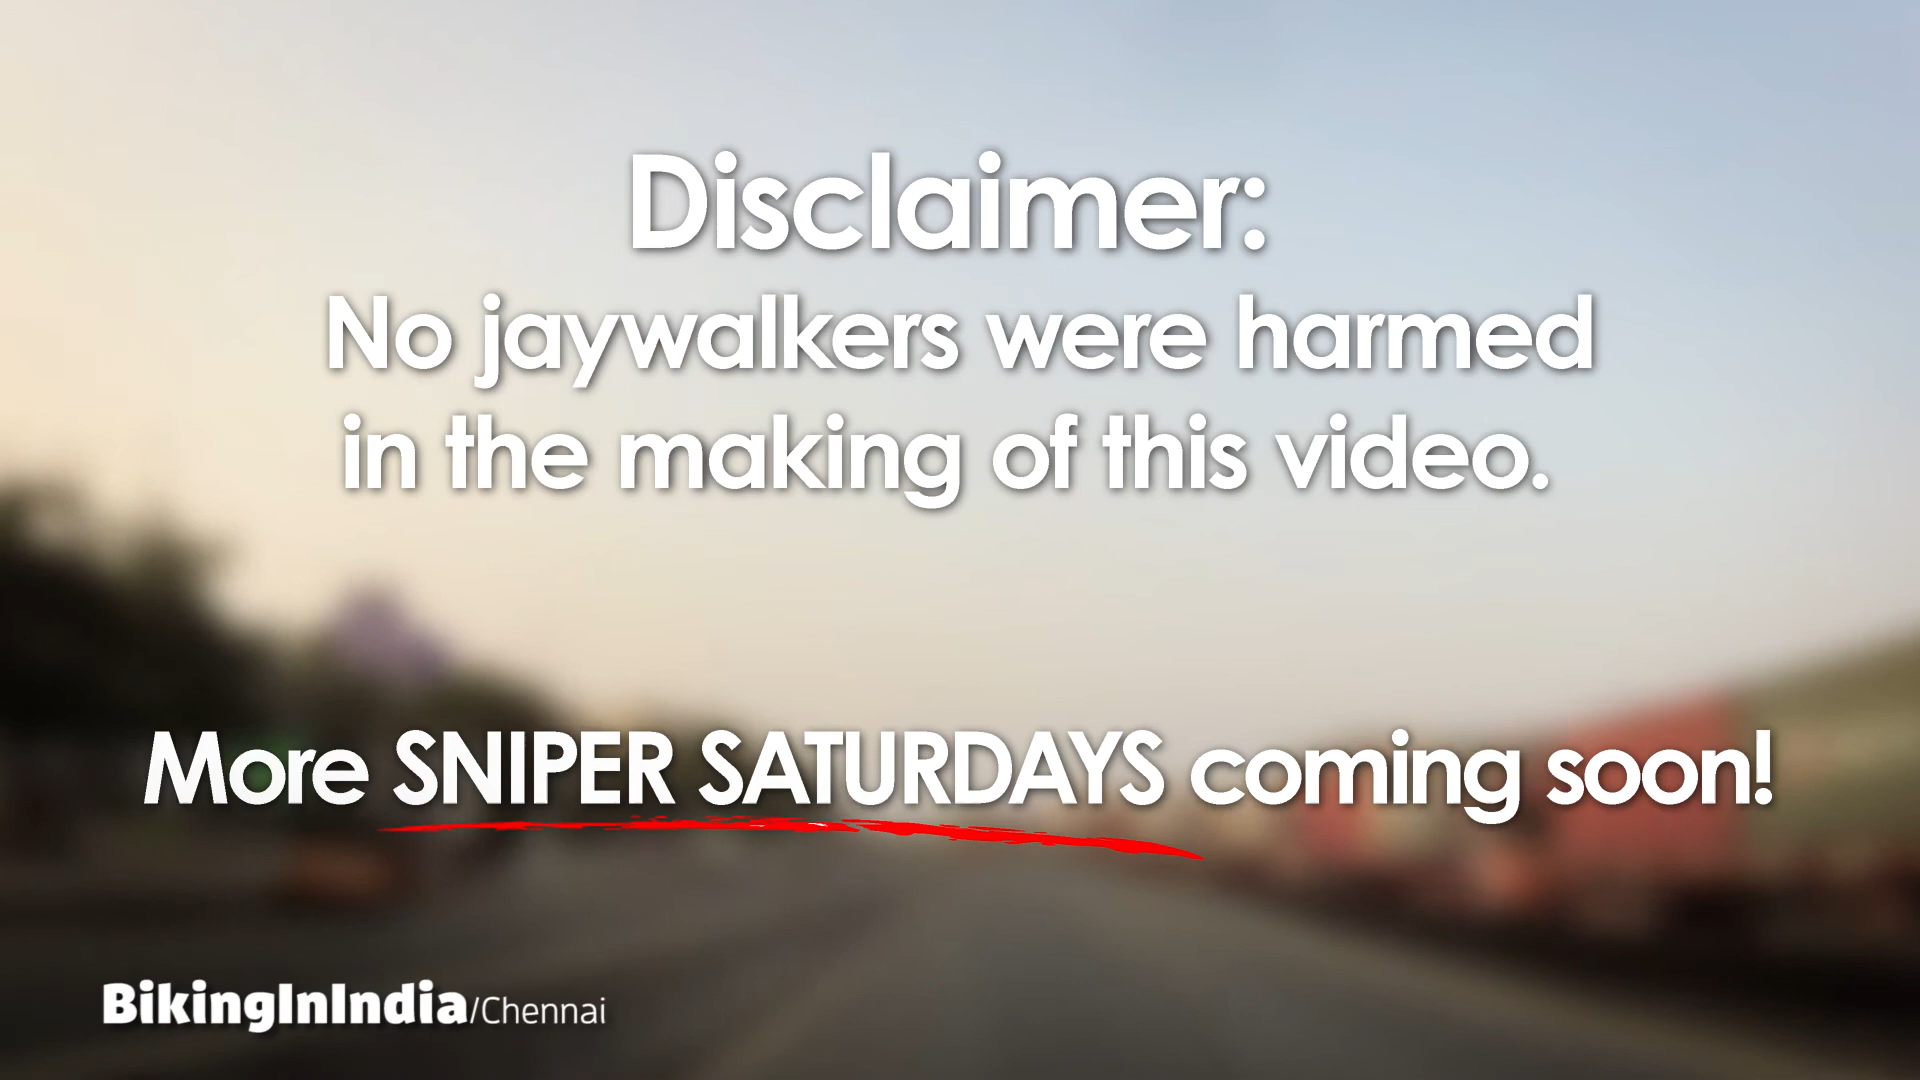 Disclaimer:
No jaywalkers were harmed
in the making of this video.
More SNIPER SATURDAYS coming soon!
BikingInIndia/Chennai